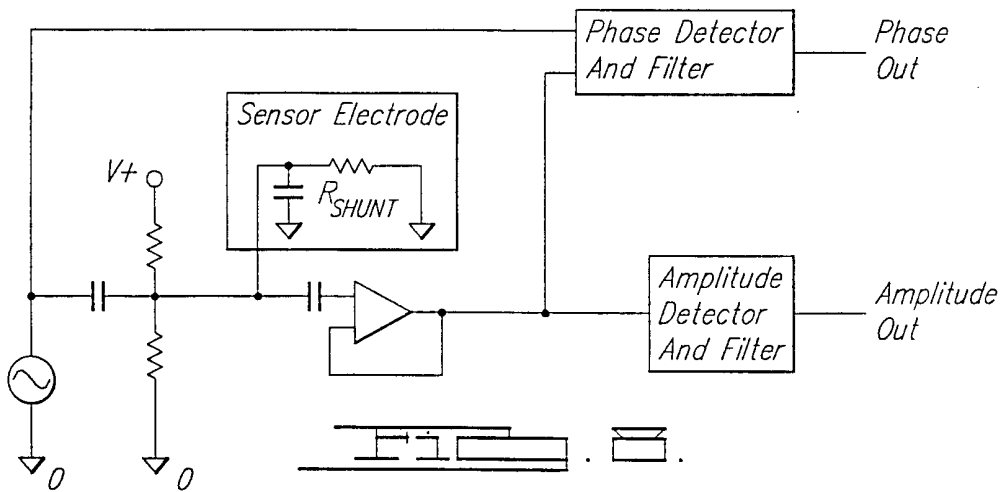 Phase Detector
And Filter
Phase
Out
Sensor Electrode
V+
R SHUNT
Amplitude
Detector
And Filter
Amplitude
Out
0
0